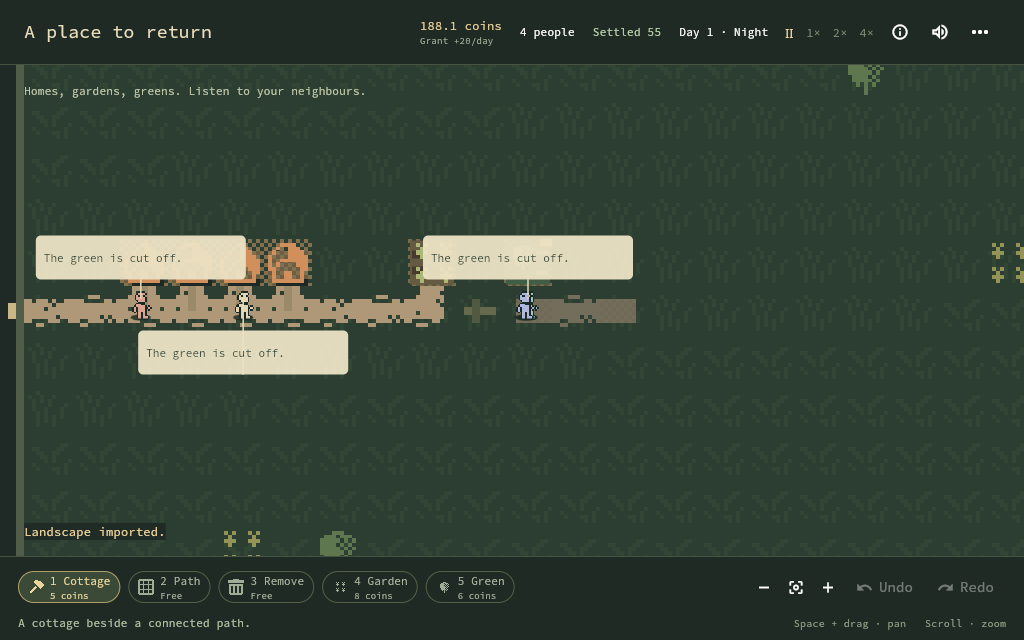 A place to return
188.1 coins
Grant +20/day
4 people
Settled 55
Day 1 · Night
1×
2×
4×
Homes, gardens, greens. Listen to your neighbours.
The green is cut off.
The green is cut off.
The green is cut off.
Landscape imported.
1 Cottage
5 coins
2 Path
Free
3 Remove
Free
4 Garden
8 coins
5 Green
6 coins
Undo
Redo
A cottage beside a connected path.
Space + drag · pan
Scroll · zoom